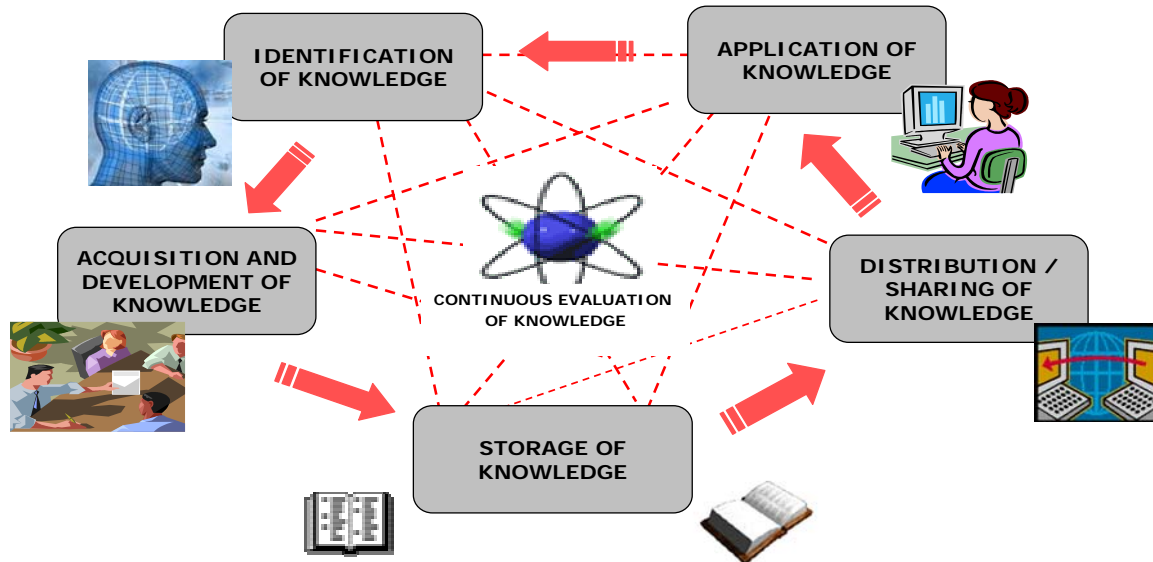 IDENTIFICATION
OF KNOWLEDGE
APPLICATION OF
KNOWLEDGE
ACQUISITION AND
DEVELOPMENT OF
KNOWLEDGE
CONTINUOUS EVALUATION
OF KNOWLEDGE
DISTRIBUTION /
SHARING OF
KNOWLEDGE
STORAGE OF
KNOWLEDGE